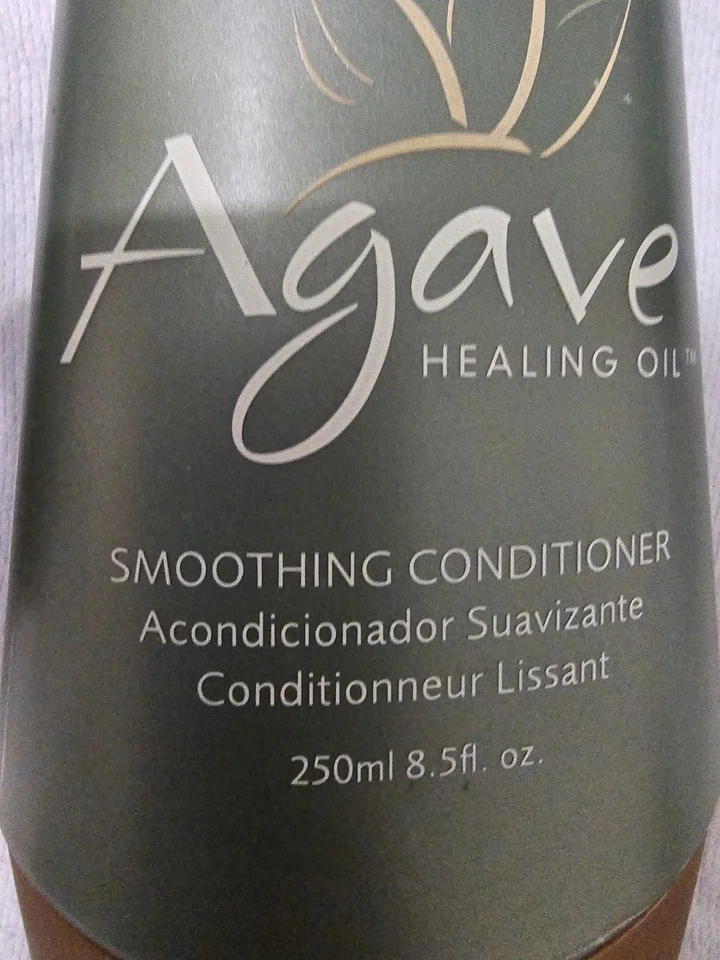 Agave
HEALING OIL™
SMOOTHING CONDITIONER
Acondicionador Suavizante
Conditionneur Lissant
250ml 8.5fl. oz.